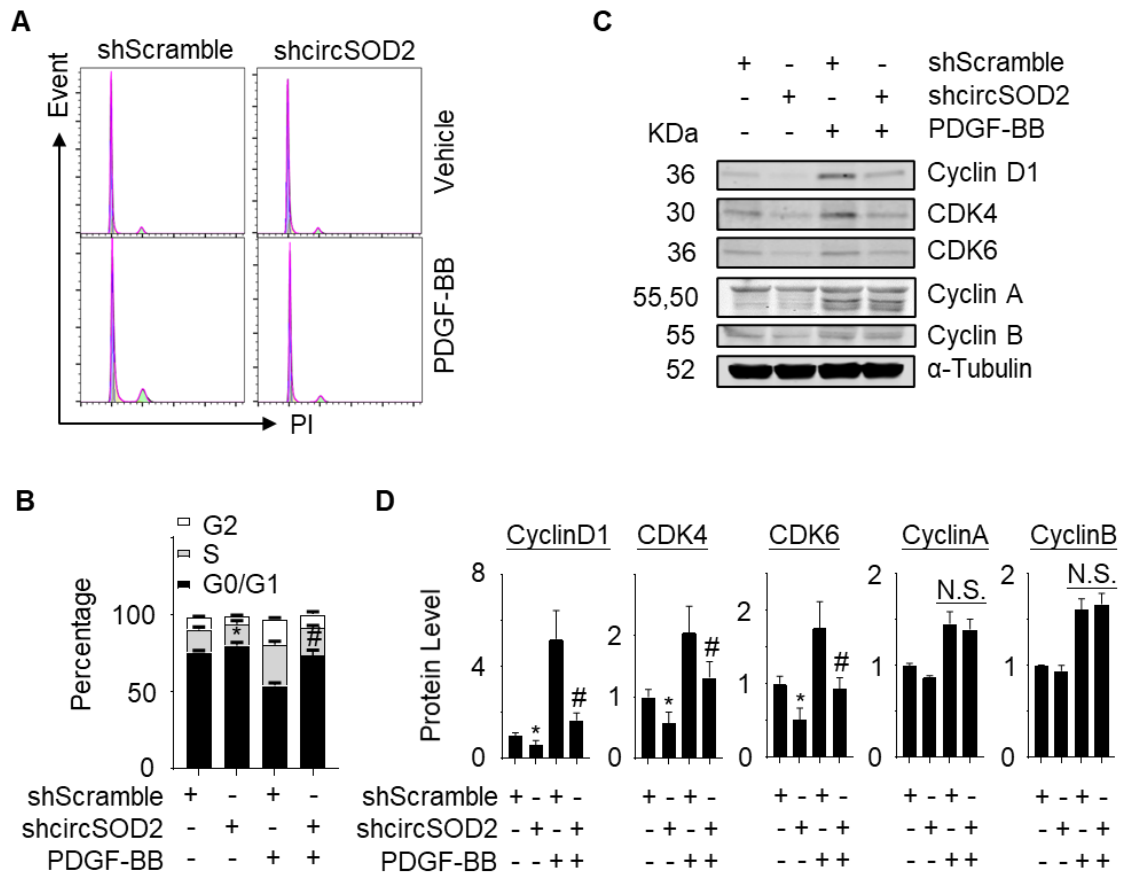 A
shScramble shcircSOD2
Event
Vehicle
PDGF-BB
PI
C
+ - + - shScramble
- + - + shcircSOD2
KDa - - + + PDGF-BB
36 Cyclin D1
30 CDK4
36 CDK6
55,50 Cyclin A
55 Cyclin B
52 α-Tubulin
B
G2
S
G0/G1
Percentage
100
50
0
*
#
shScramble + - + -
shcircSOD2 - + - +
PDGF-BB - - + +
D
CyclinD1 CDK4 CDK6 CyclinA CyclinB
Protein Level
8
4
0
*
#
2
1
0
*
#
2
1
0
*
#
2
1
0
N.S.
2
1
0
N.S.
shScramble + - + - + - + - + - + - + - + - + - + -
shcircSOD2 - + - + - + - + - + - + - + - + - + - +
PDGF-BB - - + + - - + + - - + + - - + + - - + +